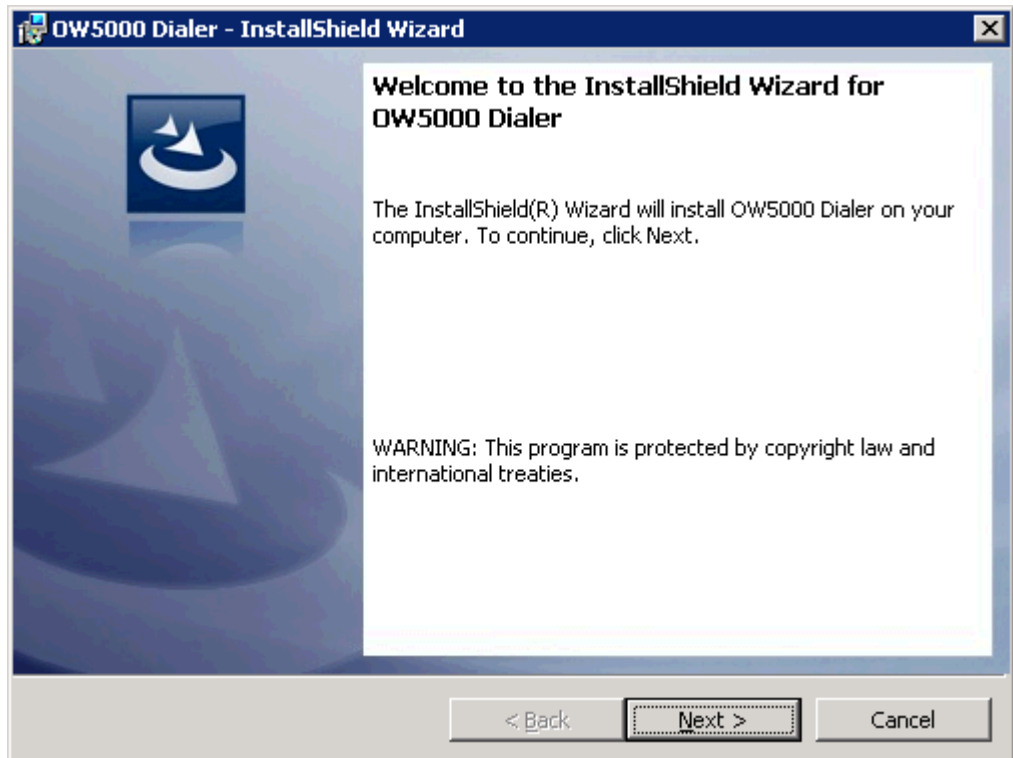 OW5000 Dialer - InstallShield Wizard
Welcome to the InstallShield Wizard for
OW5000 Dialer
The InstallShield(R) Wizard will install OW5000 Dialer on your
computer. To continue, click Next.
WARNING: This program is protected by copyright law and
international treaties.
< Back
Next >
Cancel